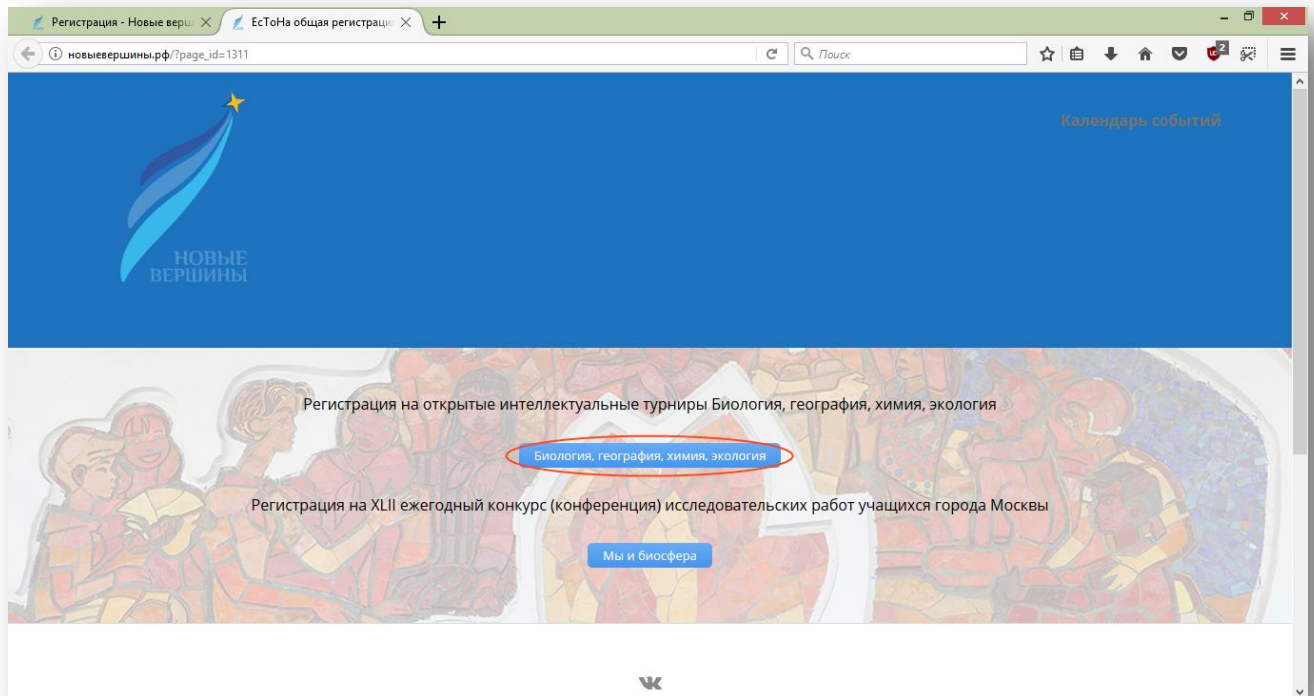 Регистрация - Новые верш
ЕсТоНа общая регистраци
новыевершины.рф/?page_id=1311
Поиск
2
Календарь событий
НОВЫЕ
ВЕРШИНЫ
Регистрация на открытые интеллектуальные турниры Биология, география, химия, экология
Биология, география, химия, экология
Регистрация на XLII ежегодный конкурс (конференция) исследовательских работ учащихся города Москвы
Мы и биосфера